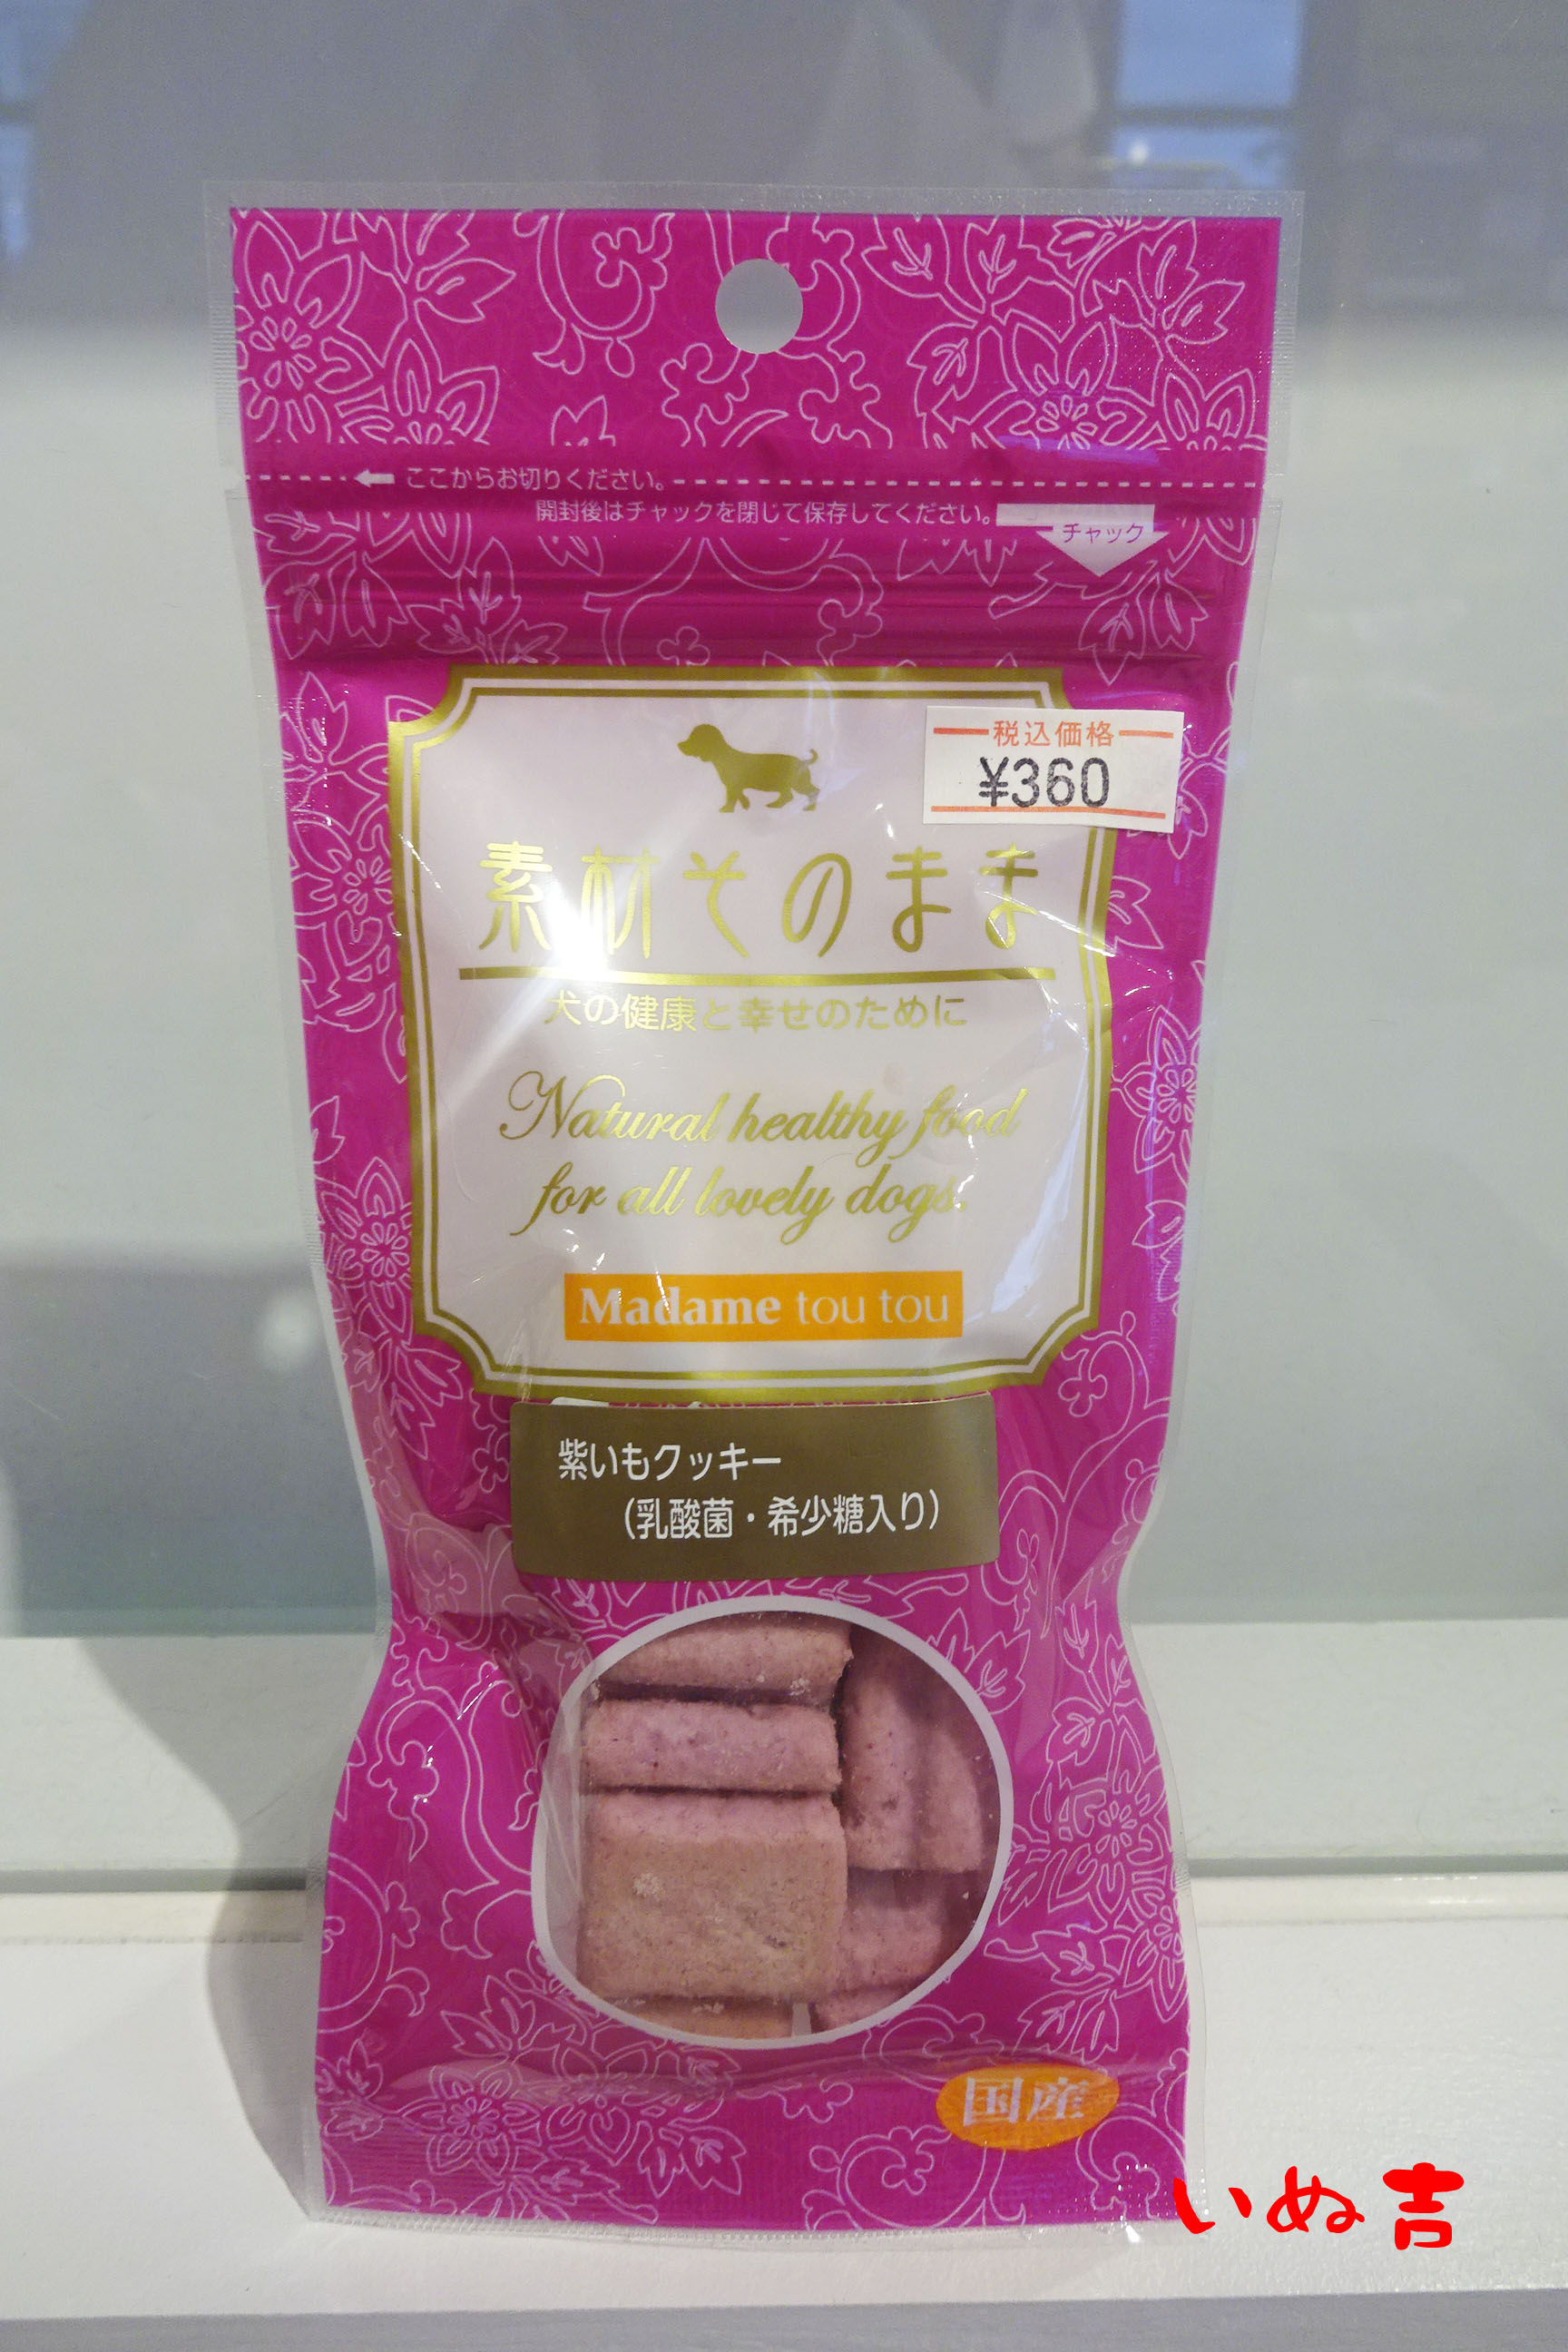 ここからお切りください。
開封後はチャックを閉じて保存してください。
チャック
税込価格
¥360
素材そのまま
犬の健康と幸せのために
Natural healthy food
for all lovely dogs.
Madame tou tou
紫いもクッキー
(乳酸菌・希少糖入り)
国産
いぬ吉